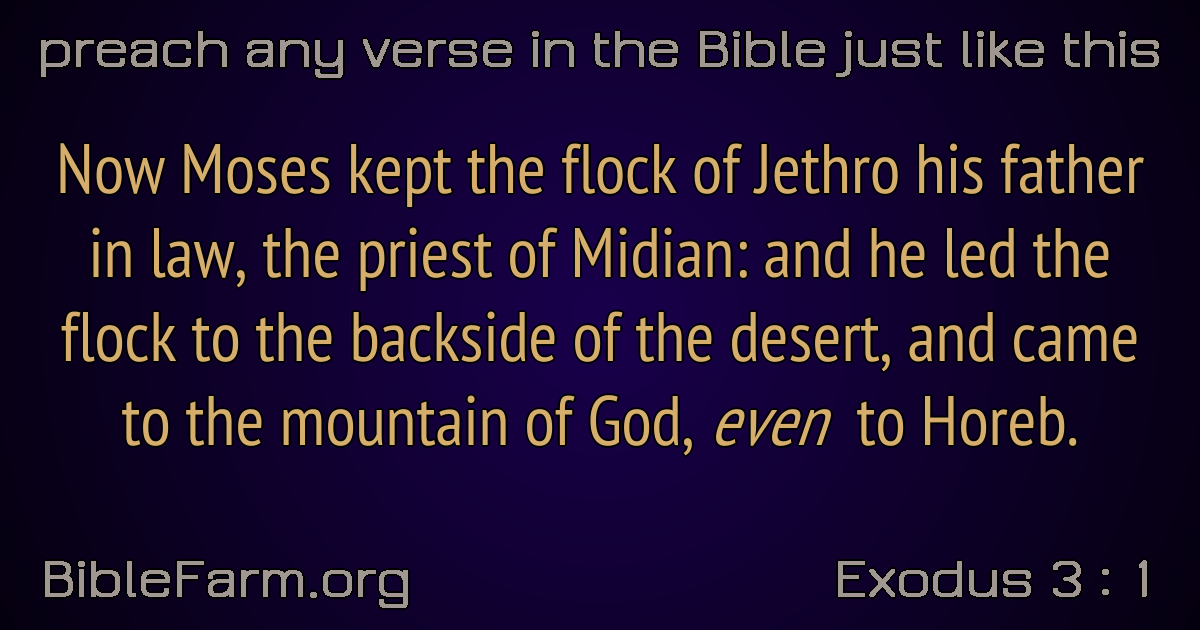 preach any verse in the Bible just like this
Now Moses kept the flock of Jethro his father
in law, the priest of Midian: and he led the
flock to the backside of the desert, and came
to the mountain of God, even to Horeb.
BibleFarm.org
Exodus 3 : 1